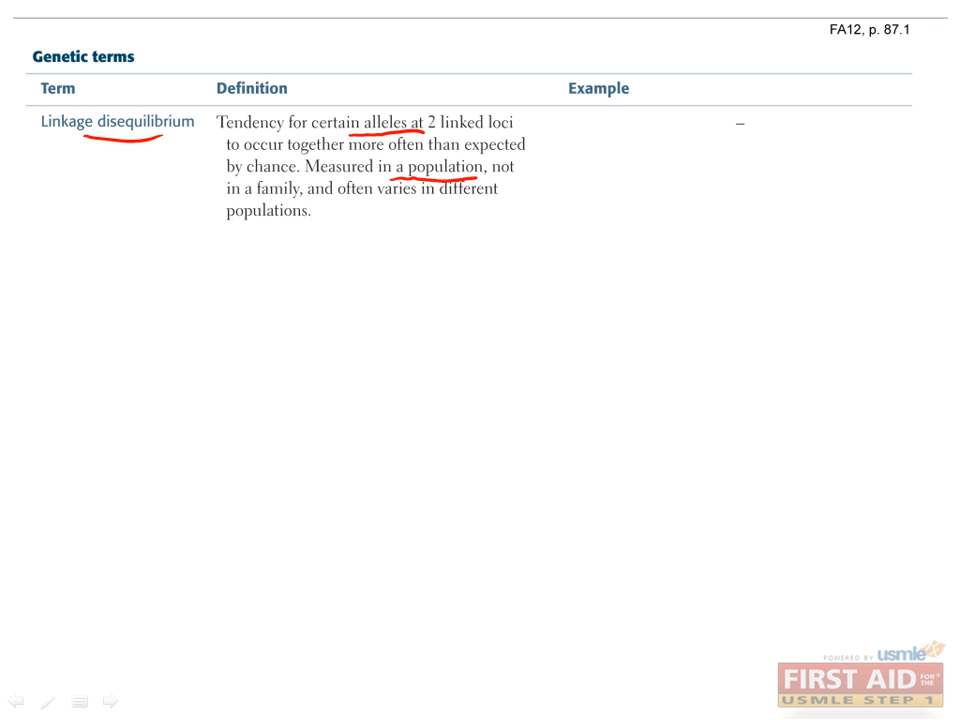 FA12, p. 87.1
Genetic terms
Term Definition Example
Linkage disequilibrium Tendency for certain alleles at 2 linked loci –
to occur together more often than expected
by chance. Measured in a population, not
in a family, and often varies in different
populations.
POWERED BY usmle
FIRST AID FOR THE
USMLE STEP 1